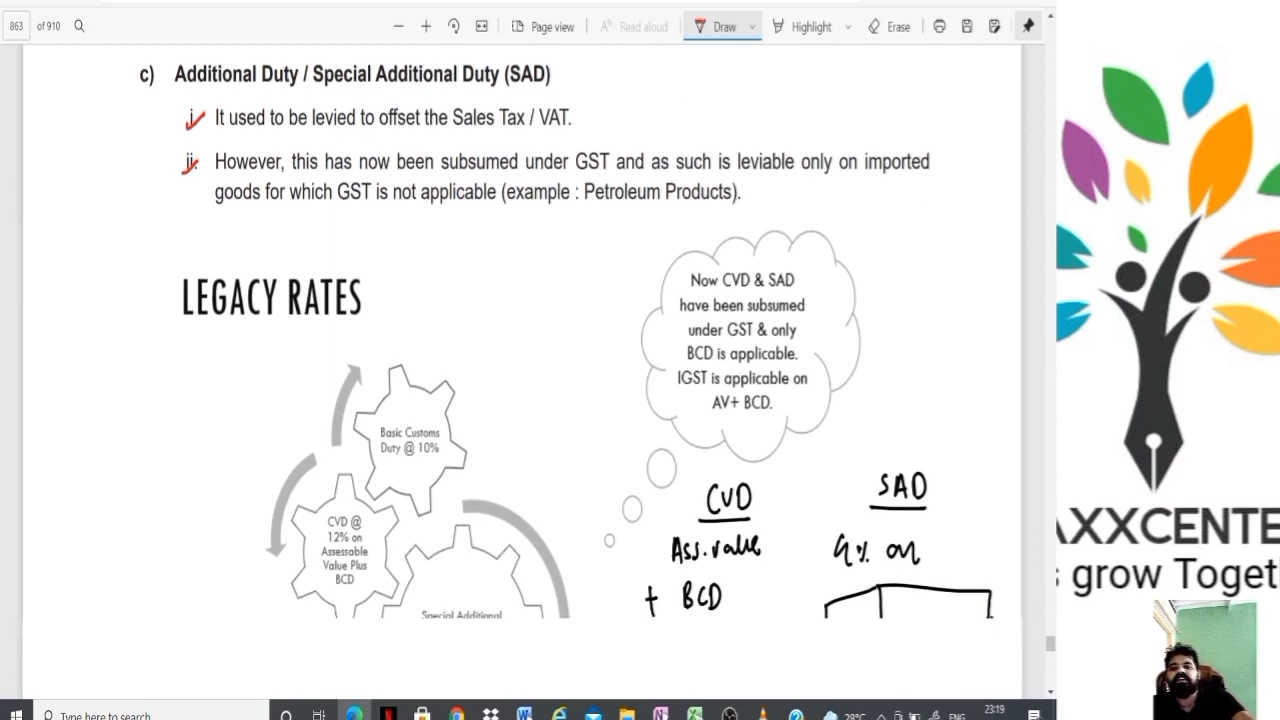 863 of 910
Page view
Read aloud
Draw
Highlight
Erase
c) Additional Duty / Special Additional Duty (SAD)
i. It used to be levied to offset the Sales Tax / VAT.
ii. However, this has now been subsumed under GST and as such is leviable only on imported
goods for which GST is not applicable (example : Petroleum Products).
LEGACY RATES
Now CVD & SAD
have been subsumed
under GST & only
BCD is applicable.
IGST is applicable on
AV+ BCD.
Basic Customs
Duty @ 10%
CVD @
12% on
Assessable
Value Plus
BCD
Special Additional
CVD
Ass. value
+ BCD
SAD
4% on
AXXCENTE
s grow Togeth
Type here to search
28°C
ENG
23:19